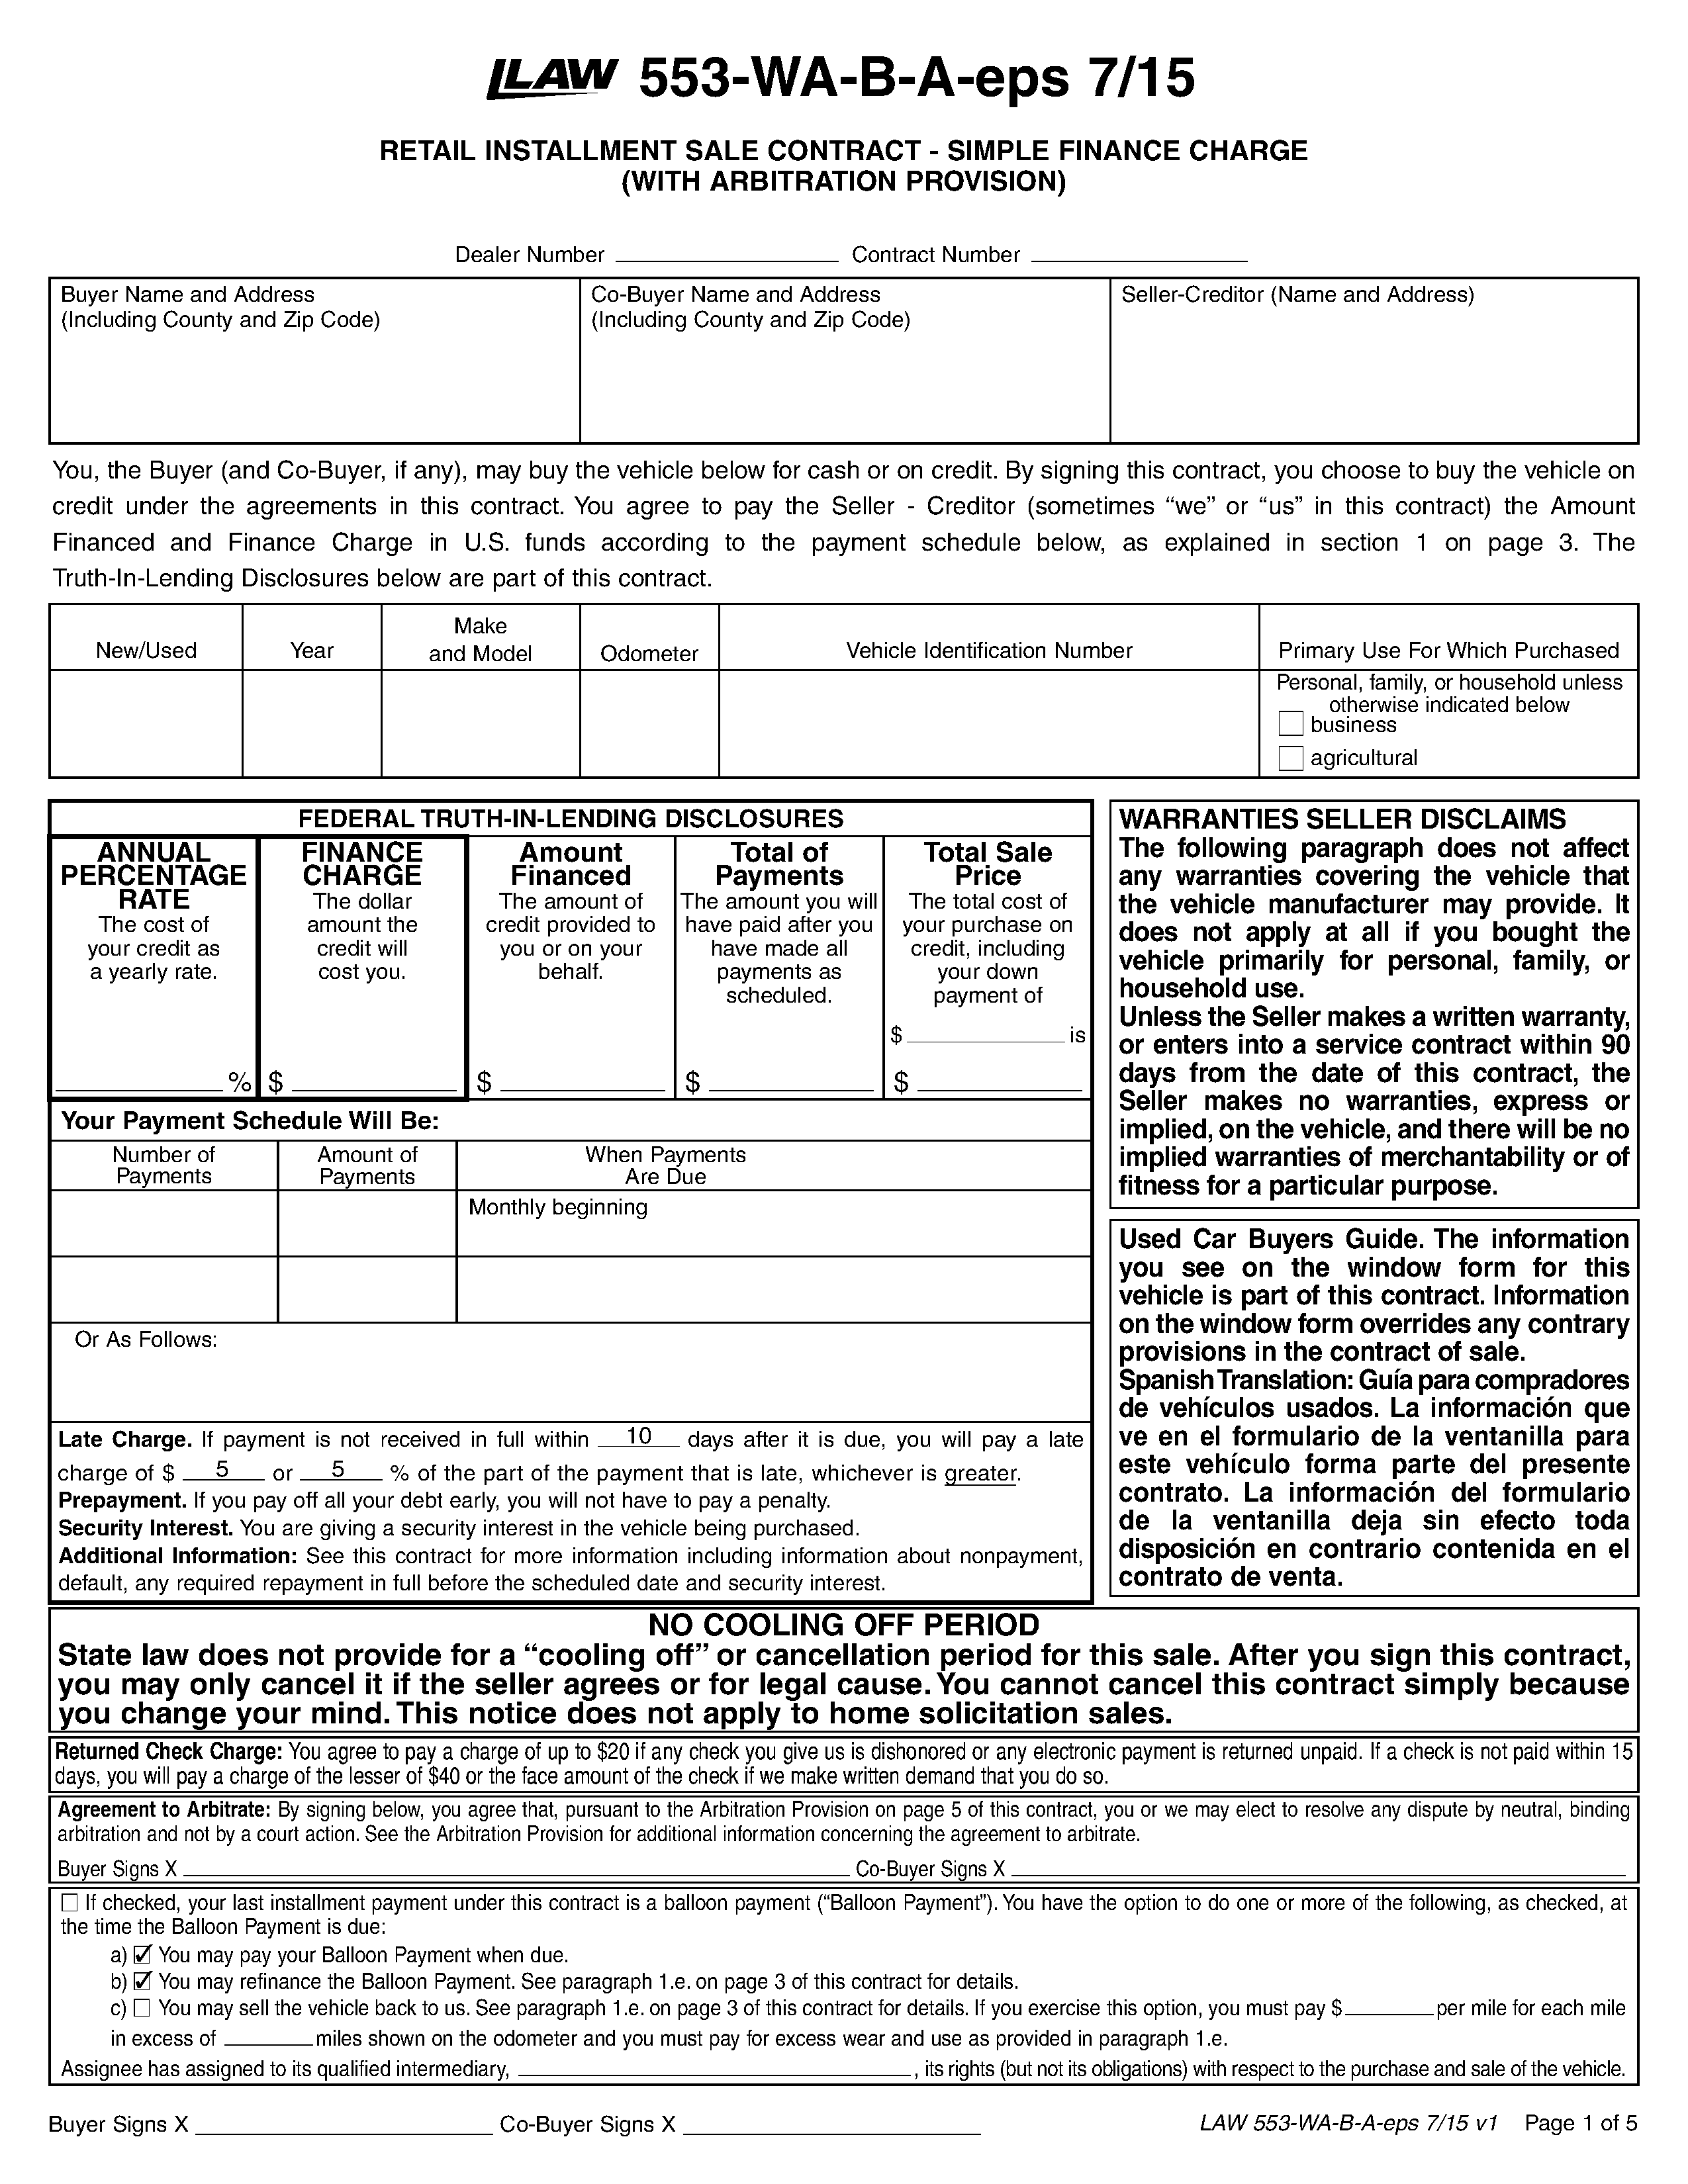 LAW 553-WA-B-A-eps 7/15
RETAIL INSTALLMENT SALE CONTRACT - SIMPLE FINANCE CHARGE
(WITH ARBITRATION PROVISION)
Dealer Number ____________ Contract Number ____________
Buyer Name and Address
(Including County and Zip Code)
Co-Buyer Name and Address
(Including County and Zip Code)
Seller-Creditor (Name and Address)
You, the Buyer (and Co-Buyer, if any), may buy the vehicle below for cash or on credit. By signing this contract, you choose to buy the vehicle on
credit under the agreements in this contract. You agree to pay the Seller - Creditor (sometimes “we” or “us” in this contract) the Amount
Financed and Finance Charge in U.S. funds according to the payment schedule below, as explained in section 1 on page 3. The
Truth-In-Lending Disclosures below are part of this contract.
New/Used
Year
Make
and Model
Odometer
Vehicle Identification Number
Primary Use For Which Purchased
Personal, family, or household unless
otherwise indicated below
☐ business
☐ agricultural
FEDERAL TRUTH-IN-LENDING DISCLOSURES
ANNUAL
PERCENTAGE
RATE
The cost of
your credit as
a yearly rate.
____________ %
FINANCE
CHARGE
The dollar
amount the
credit will
cost you.
$ ____________
Amount
Financed
The amount of
credit provided to
you or on your
behalf.
$ ____________
Total of
Payments
The amount you will
have paid after you
have made all
payments as
scheduled.
$ ____________
Total Sale
Price
The total cost of
your purchase on
credit, including
your down
payment of
$ ____________ is
$ ____________
Your Payment Schedule Will Be:
Number of
Payments
Amount of
Payments
When Payments
Are Due
Monthly beginning
Or As Follows:
Late Charge. If payment is not received in full within 10 days after it is due, you will pay a late
charge of $ 5 or 5 % of the part of the payment that is late, whichever is greater.
Prepayment. If you pay off all your debt early, you will not have to pay a penalty.
Security Interest. You are giving a security interest in the vehicle being purchased.
Additional Information: See this contract for more information including information about nonpayment,
default, any required repayment in full before the scheduled date and security interest.
WARRANTIES SELLER DISCLAIMS
The following paragraph does not affect
any warranties covering the vehicle that
the vehicle manufacturer may provide. It
does not apply at all if you bought the
vehicle primarily for personal, family, or
household use.
Unless the Seller makes a written warranty,
or enters into a service contract within 90
days from the date of this contract, the
Seller makes no warranties, express or
implied, on the vehicle, and there will be no
implied warranties of merchantability or of
fitness for a particular purpose.
Used Car Buyers Guide. The information
you see on the window form for this
vehicle is part of this contract. Information
on the window form overrides any contrary
provisions in the contract of sale.
Spanish Translation: Guía para compradores
de vehículos usados. La información que
ve en el formulario de la ventanilla para
este vehículo forma parte del presente
contrato. La información del formulario
de la ventanilla deja sin efecto toda
disposición en contrario contenida en el
contrato de venta.
NO COOLING OFF PERIOD
State law does not provide for a “cooling off” or cancellation period for this sale. After you sign this contract,
you may only cancel it if the seller agrees or for legal cause. You cannot cancel this contract simply because
you change your mind. This notice does not apply to home solicitation sales.
Returned Check Charge: You agree to pay a charge of up to $20 if any check you give us is dishonored or any electronic payment is returned unpaid. If a check is not paid within 15
days, you will pay a charge of the lesser of $40 or the face amount of the check if we make written demand that you do so.
Agreement to Arbitrate: By signing below, you agree that, pursuant to the Arbitration Provision on page 5 of this contract, you or we may elect to resolve any dispute by neutral, binding
arbitration and not by a court action. See the Arbitration Provision for additional information concerning the agreement to arbitrate.
Buyer Signs X ____________ Co-Buyer Signs X ____________
☐ If checked, your last installment payment under this contract is a balloon payment (“Balloon Payment”). You have the option to do one or more of the following, as checked, at
the time the Balloon Payment is due:
a) ☑ You may pay your Balloon Payment when due.
b) ☑ You may refinance the Balloon Payment. See paragraph 1.e. on page 3 of this contract for details.
c) ☐ You may sell the vehicle back to us. See paragraph 1.e. on page 3 of this contract for details. If you exercise this option, you must pay $________ per mile for each mile
in excess of ________ miles shown on the odometer and you must pay for excess wear and use as provided in paragraph 1.e.
Assignee has assigned to its qualified intermediary, ____________, its rights (but not its obligations) with respect to the purchase and sale of the vehicle.
Buyer Signs X ____________ Co-Buyer Signs X ____________ LAW 553-WA-B-A-eps 7/15 v1 Page 1 of 5